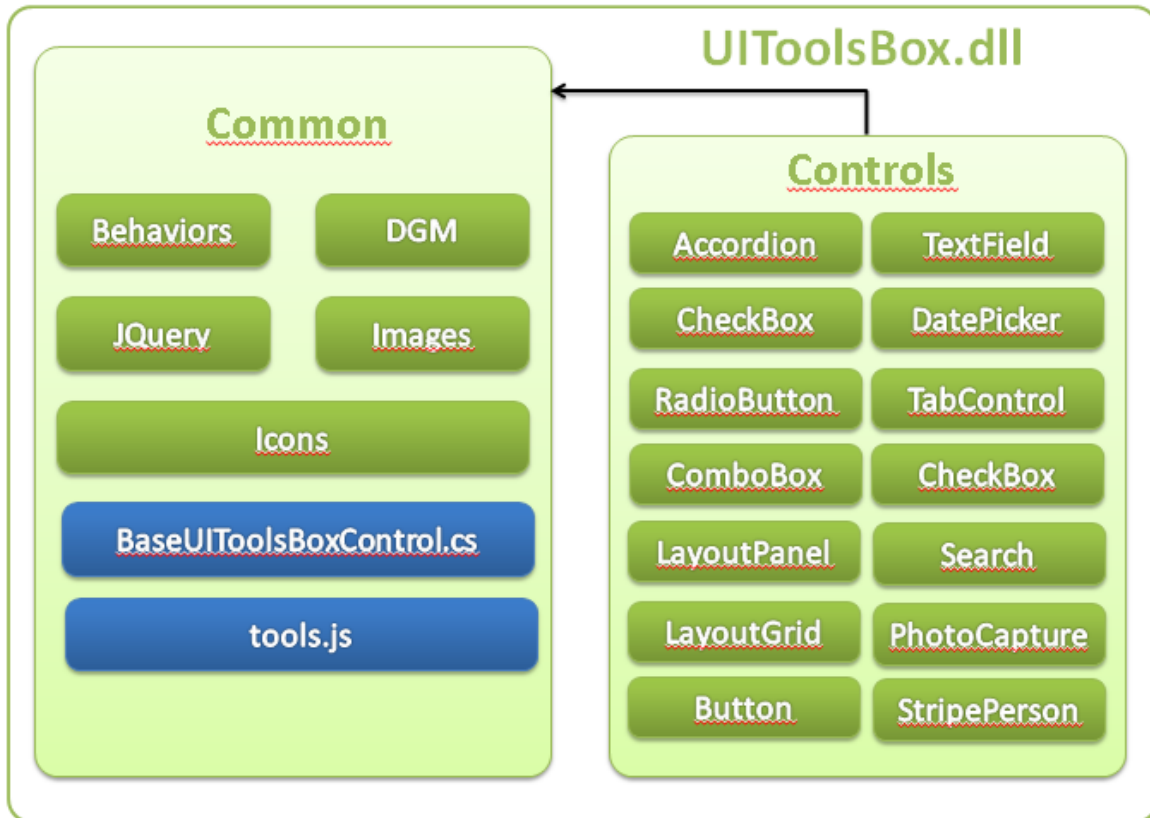 UIToolsBox.dll
Common
Behaviors
DGM
JQuery
Images
Icons
BaseUIToolsBoxControl.cs
tools.js
Controls
Accordion
TextField
CheckBox
DatePicker
RadioButton
TabControl
ComboBox
CheckBox
LayoutPanel
Search
LayoutGrid
PhotoCapture
Button
StripePerson